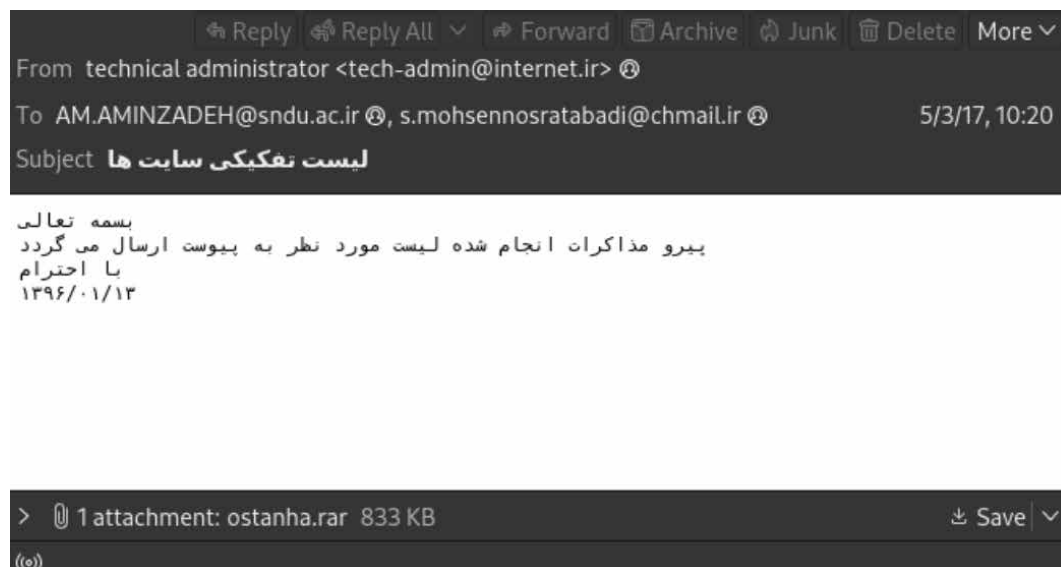 Reply Reply All Forward Archive Junk Delete More
From technical administrator <tech-admin@internet.ir>
To AM.AMINZADEH@sndu.ac.ir, s.mohsennosratabadi@chmail.ir 5/3/17, 10:20
Subject لیست تفکیکی سایت ها
بسمه تعالی
پیرو مذاکرات انجام شده لیست مورد نظر به پیوست ارسال می گردد
با احترام
۱۳۹۶/۰۱/۱۳
1 attachment: ostanha.rar 833 KB Save